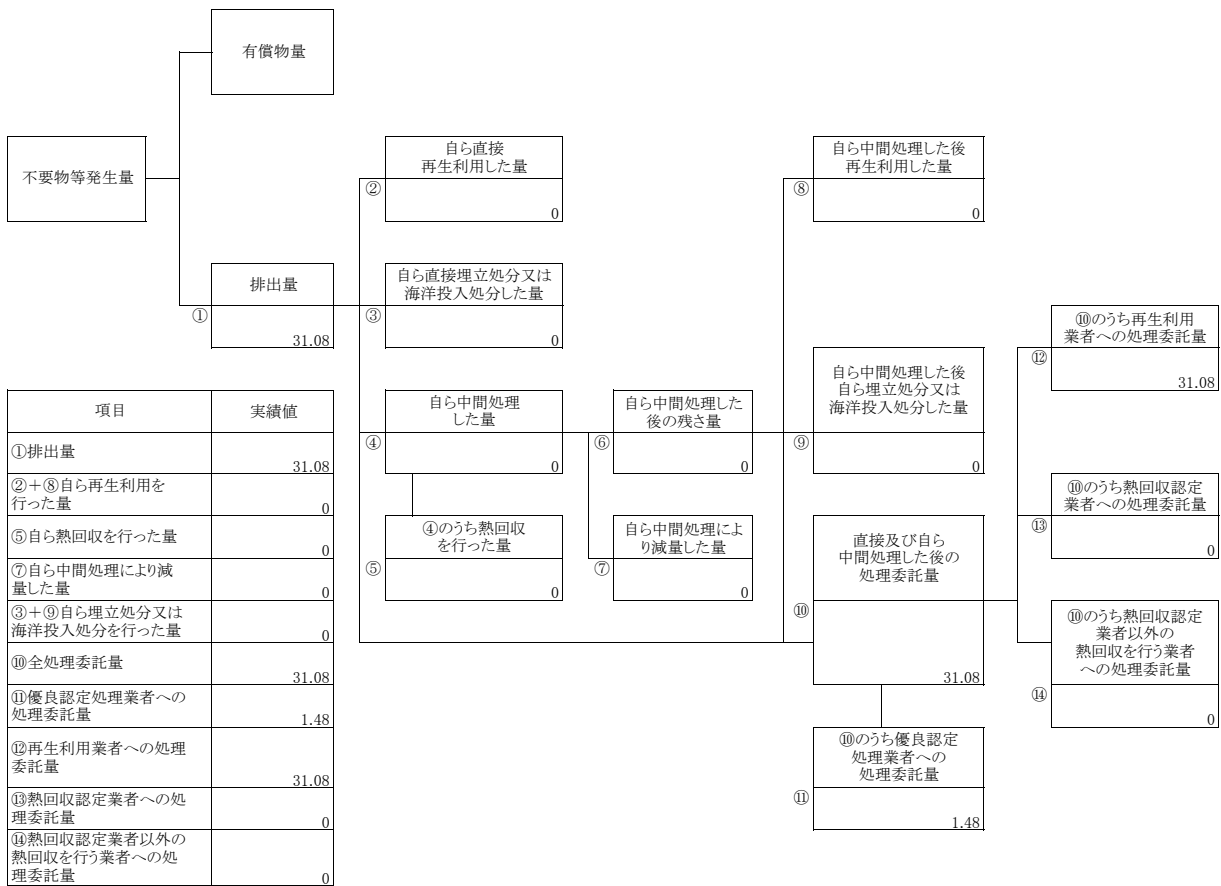 有償物量
不要物等発生量
自ら直接
再生利用した量
②
0
自ら中間処理した後
再生利用した量
⑧
0
排出量
①
31.08
自ら直接埋立処分又は
海洋投入処分した量
③
0
⑩のうち再生利用
業者への処理委託量
⑫
31.08
自ら中間処理
した量
④
0
自ら中間処理した
後の残さ量
⑥
0
自ら中間処理した後
自ら埋立処分又は
海洋投入処分した量
⑨
0
⑩のうち熱回収認定
業者への処理委託量
⑬
0
④のうち熱回収
を行った量
⑤
0
自ら中間処理によ
り減量した量
⑦
0
直接及び自ら
中間処理した後の
処理委託量
⑩
31.08
⑩のうち熱回収認定
業者以外の
熱回収を行う業者
への処理委託量
⑭
0
⑩のうち優良認定
処理業者への
処理委託量
⑪
1.48
項目 実績値
①排出量
31.08
②＋⑧自ら再生利用を
行った量
0
⑤自ら熱回収を行った量
0
⑦自ら中間処理により減
量した量
0
③＋⑨自ら埋立処分又は
海洋投入処分を行った量
0
⑩全処理委託量
31.08
⑪優良認定処理業者への
処理委託量
1.48
⑫再生利用業者への処理
委託量
31.08
⑬熱回収認定業者への処
理委託量
0
⑭熱回収認定業者以外の
熱回収を行う業者への処
理委託量
0